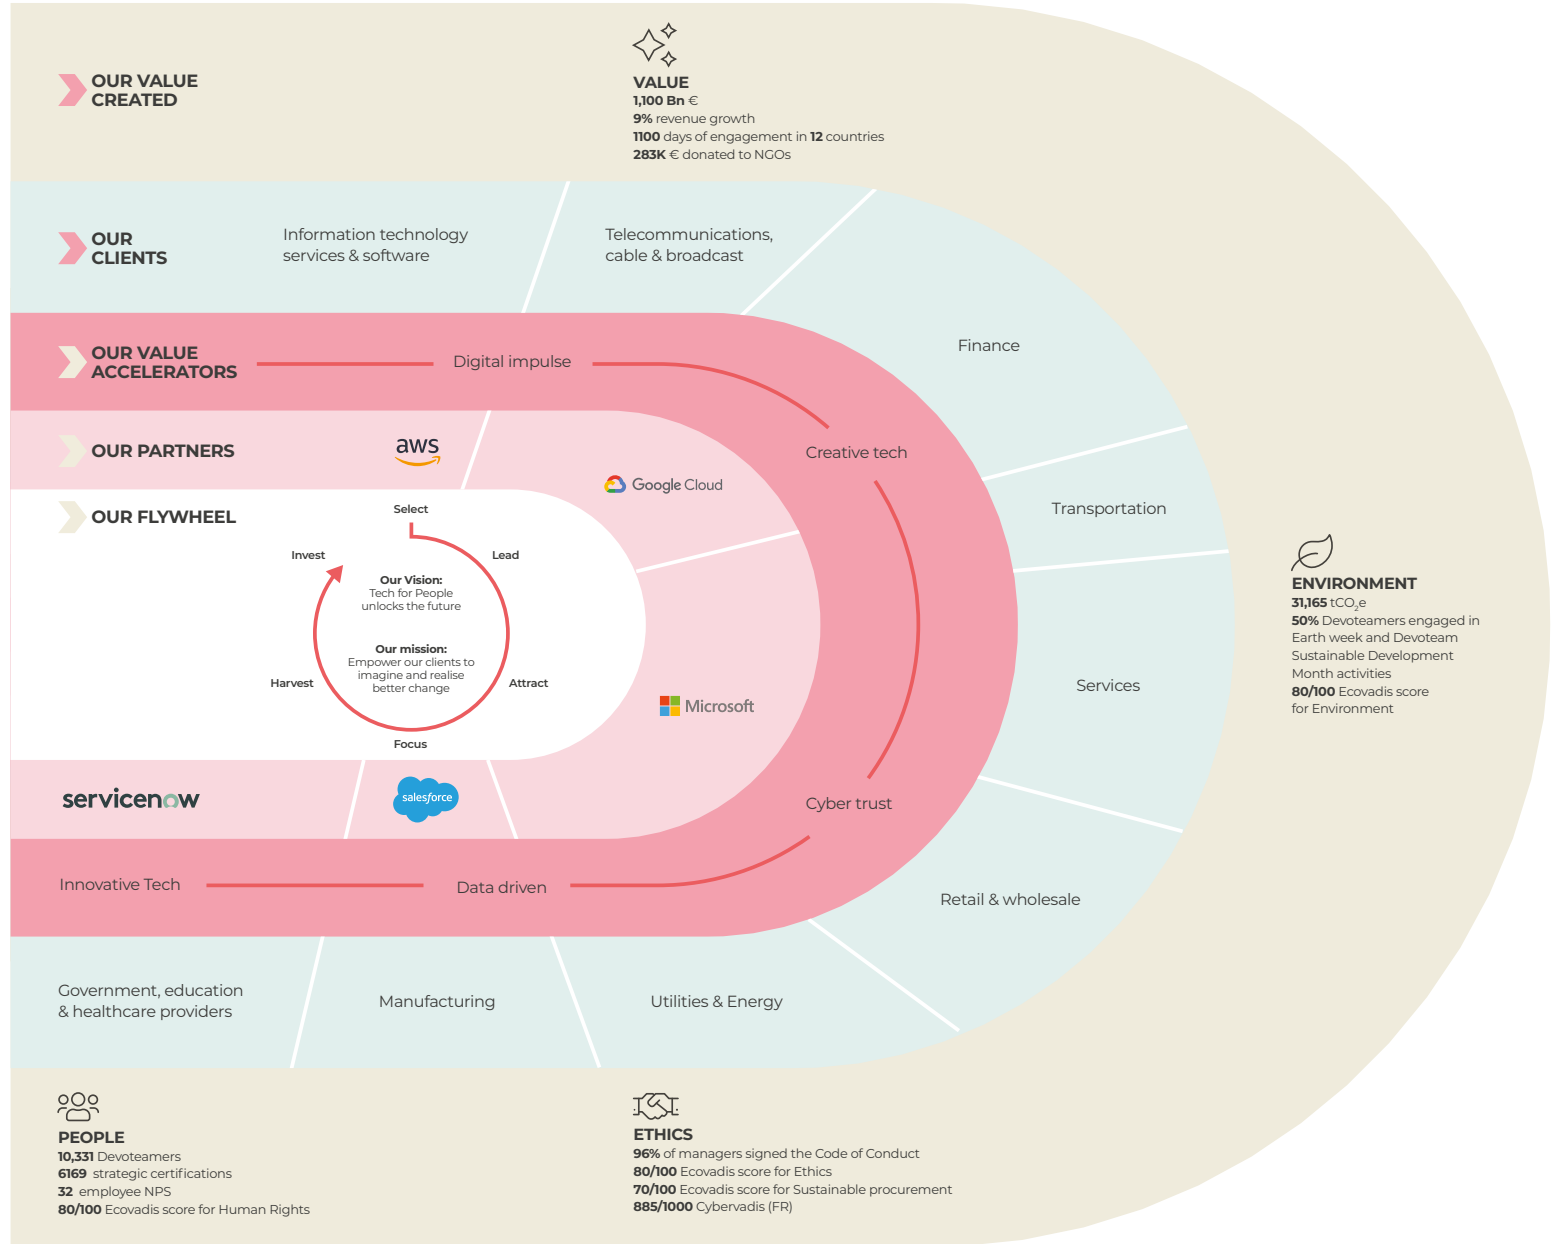 OUR VALUE
CREATED
VALUE
1,100 Bn €
9% revenue growth
1100 days of engagement in 12 countries
283K € donated to NGOs
OUR
CLIENTS
Information technology
services & software
Telecommunications,
cable & broadcast
Finance
Transportation
Services
Retail & wholesale
Utilities & Energy
Manufacturing
Government, education
& healthcare providers
OUR VALUE
ACCELERATORS
Digital impulse
Creative tech
Cyber trust
Data driven
Innovative Tech
OUR PARTNERS
aws
Google Cloud
Microsoft
salesforce
servicenow
OUR FLYWHEEL
Select
Lead
Attract
Focus
Harvest
Invest
Our Vision:
Tech for People
unlocks the future
Our mission:
Empower our clients to
imagine and realise
better change
ENVIRONMENT
31,165 tCO₂e
50% Devoteamers engaged in
Earth week and Devoteam
Sustainable Development
Month activities
80/100 Ecovadis score
for Environment
PEOPLE
10,331 Devoteamers
6169 strategic certifications
32 employee NPS
80/100 Ecovadis score for Human Rights
ETHICS
96% of managers signed the Code of Conduct
80/100 Ecovadis score for Ethics
70/100 Ecovadis score for Sustainable procurement
885/1000 Cybervadis (FR)